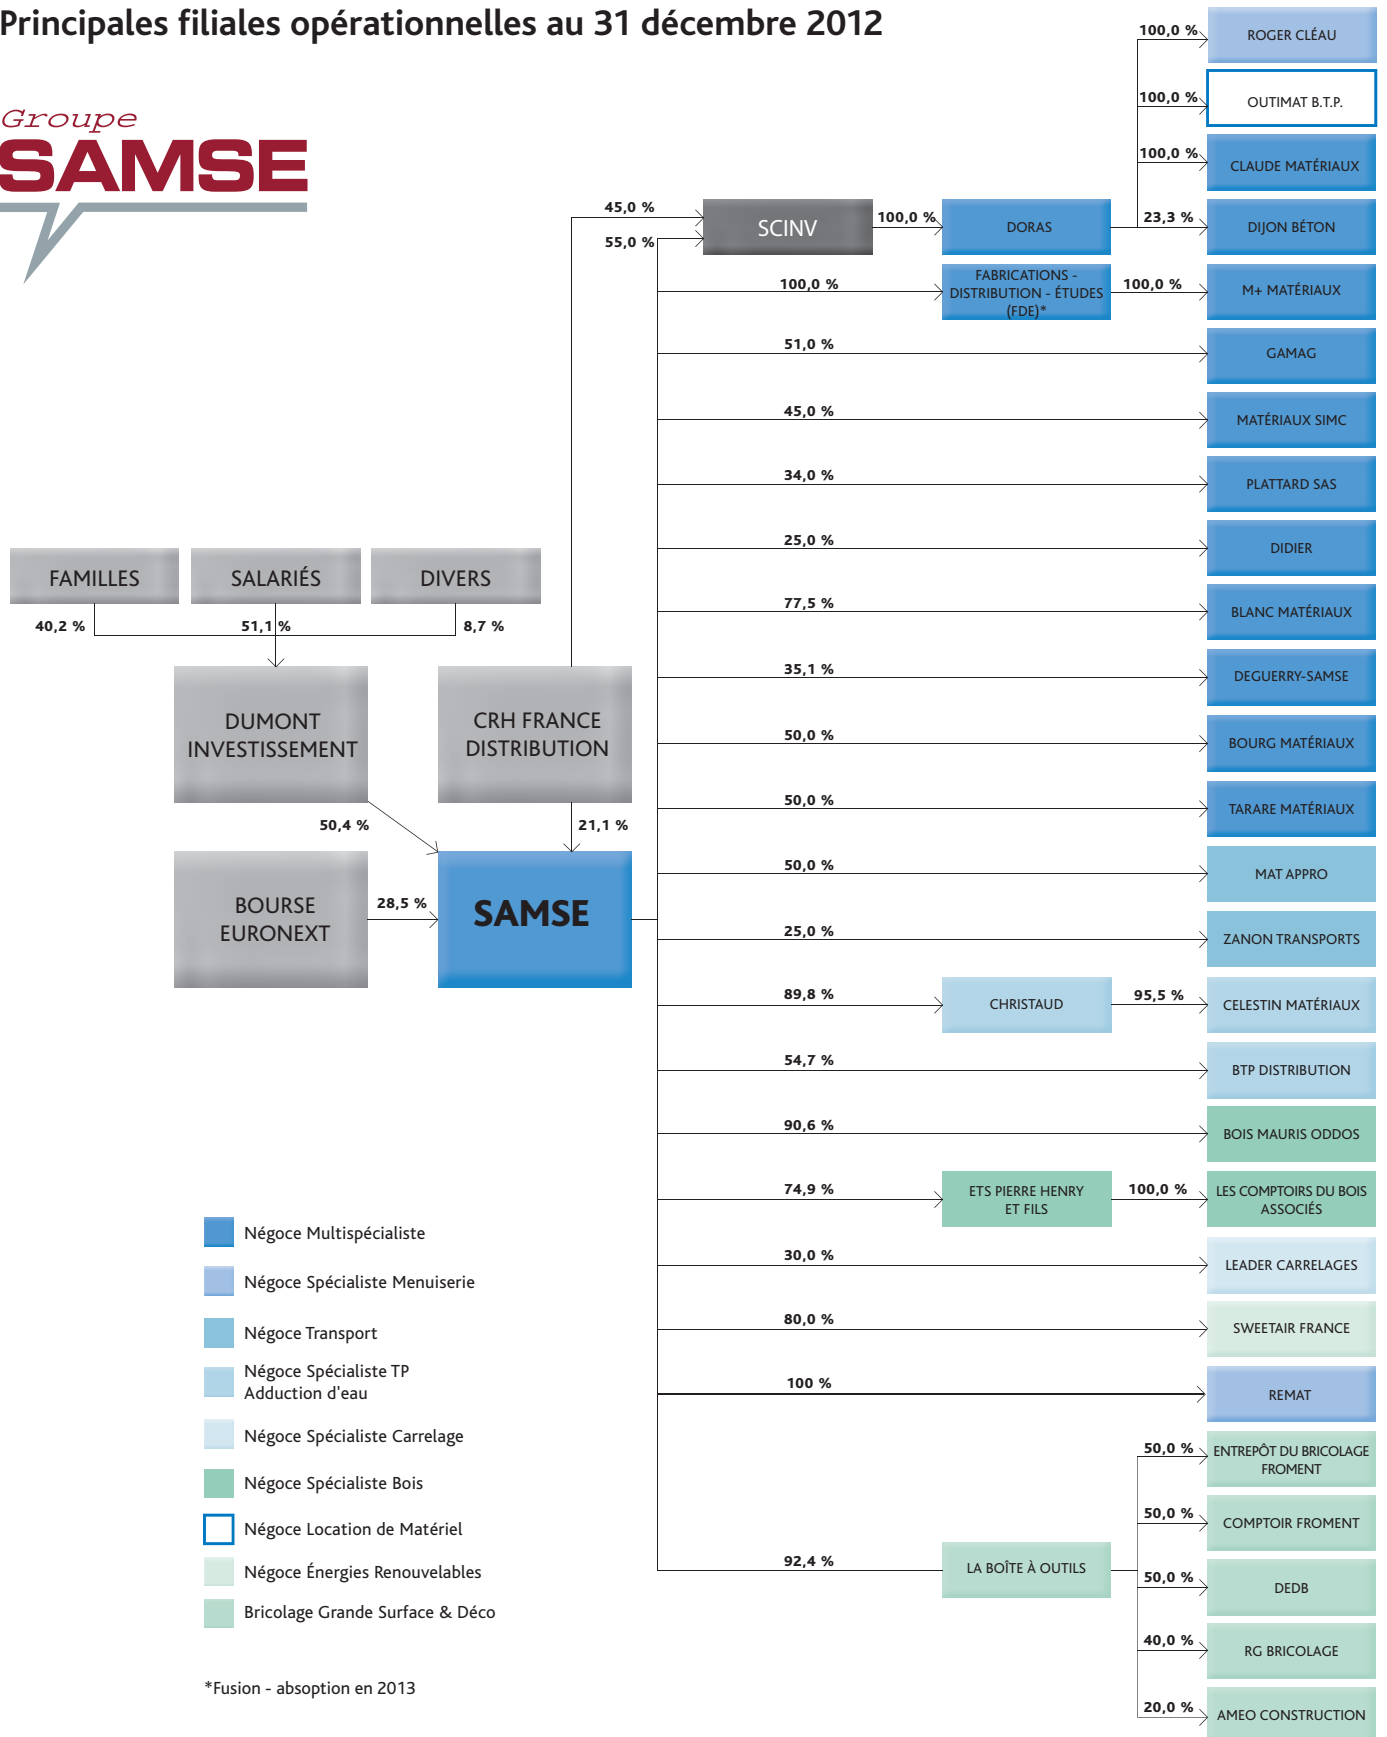 Principales filiales opérationnelles au 31 décembre 2012
Groupe
SAMSE
100,0 %
ROGER CLÉAU
100,0 %
OUTIMAT B.T.P.
100,0 %
CLAUDE MATÉRIAUX
45,0 %
55,0 %
SCINV
100,0 %
DORAS
23,3 %
DIJON BÉTON
100,0 %
FABRICATIONS -
DISTRIBUTION - ÉTUDES
(FDE)*
100,0 %
M+ MATÉRIAUX
51,0 %
GAMAG
45,0 %
MATÉRIAUX SIMC
34,0 %
PLATTARD SAS
25,0 %
DIDIER
77,5 %
BLANC MATÉRIAUX
35,1 %
DEGUERRY-SAMSE
50,0 %
BOURG MATÉRIAUX
50,0 %
TARARE MATÉRIAUX
50,0 %
MAT APPRO
25,0 %
ZANON TRANSPORTS
89,8 %
CHRISTAUD
95,5 %
CELESTIN MATÉRIAUX
54,7 %
BTP DISTRIBUTION
90,6 %
BOIS MAURIS ODDOS
74,9 %
ETS PIERRE HENRY
ET FILS
100,0 %
LES COMPTOIRS DU BOIS
ASSOCIÉS
30,0 %
LEADER CARRELAGES
80,0 %
SWEETAIR FRANCE
100 %
REMAT
92,4 %
LA BOÎTE À OUTILS
50,0 %
ENTREPÔT DU BRICOLAGE
FROMENT
50,0 %
COMPTOIR FROMENT
50,0 %
DEDB
40,0 %
RG BRICOLAGE
20,0 %
AMEO CONSTRUCTION
FAMILLES
SALARIÉS
DIVERS
40,2 %
51,1 %
8,7 %
DUMONT
INVESTISSEMENT
CRH FRANCE
DISTRIBUTION
50,4 %
21,1 %
BOURSE
EURONEXT
28,5 %
SAMSE
Négoce Multispécialiste
Négoce Spécialiste Menuiserie
Négoce Transport
Négoce Spécialiste TP
Adduction d'eau
Négoce Spécialiste Carrelage
Négoce Spécialiste Bois
Négoce Location de Matériel
Négoce Énergies Renouvelables
Bricolage Grande Surface & Déco
*Fusion - absoption en 2013